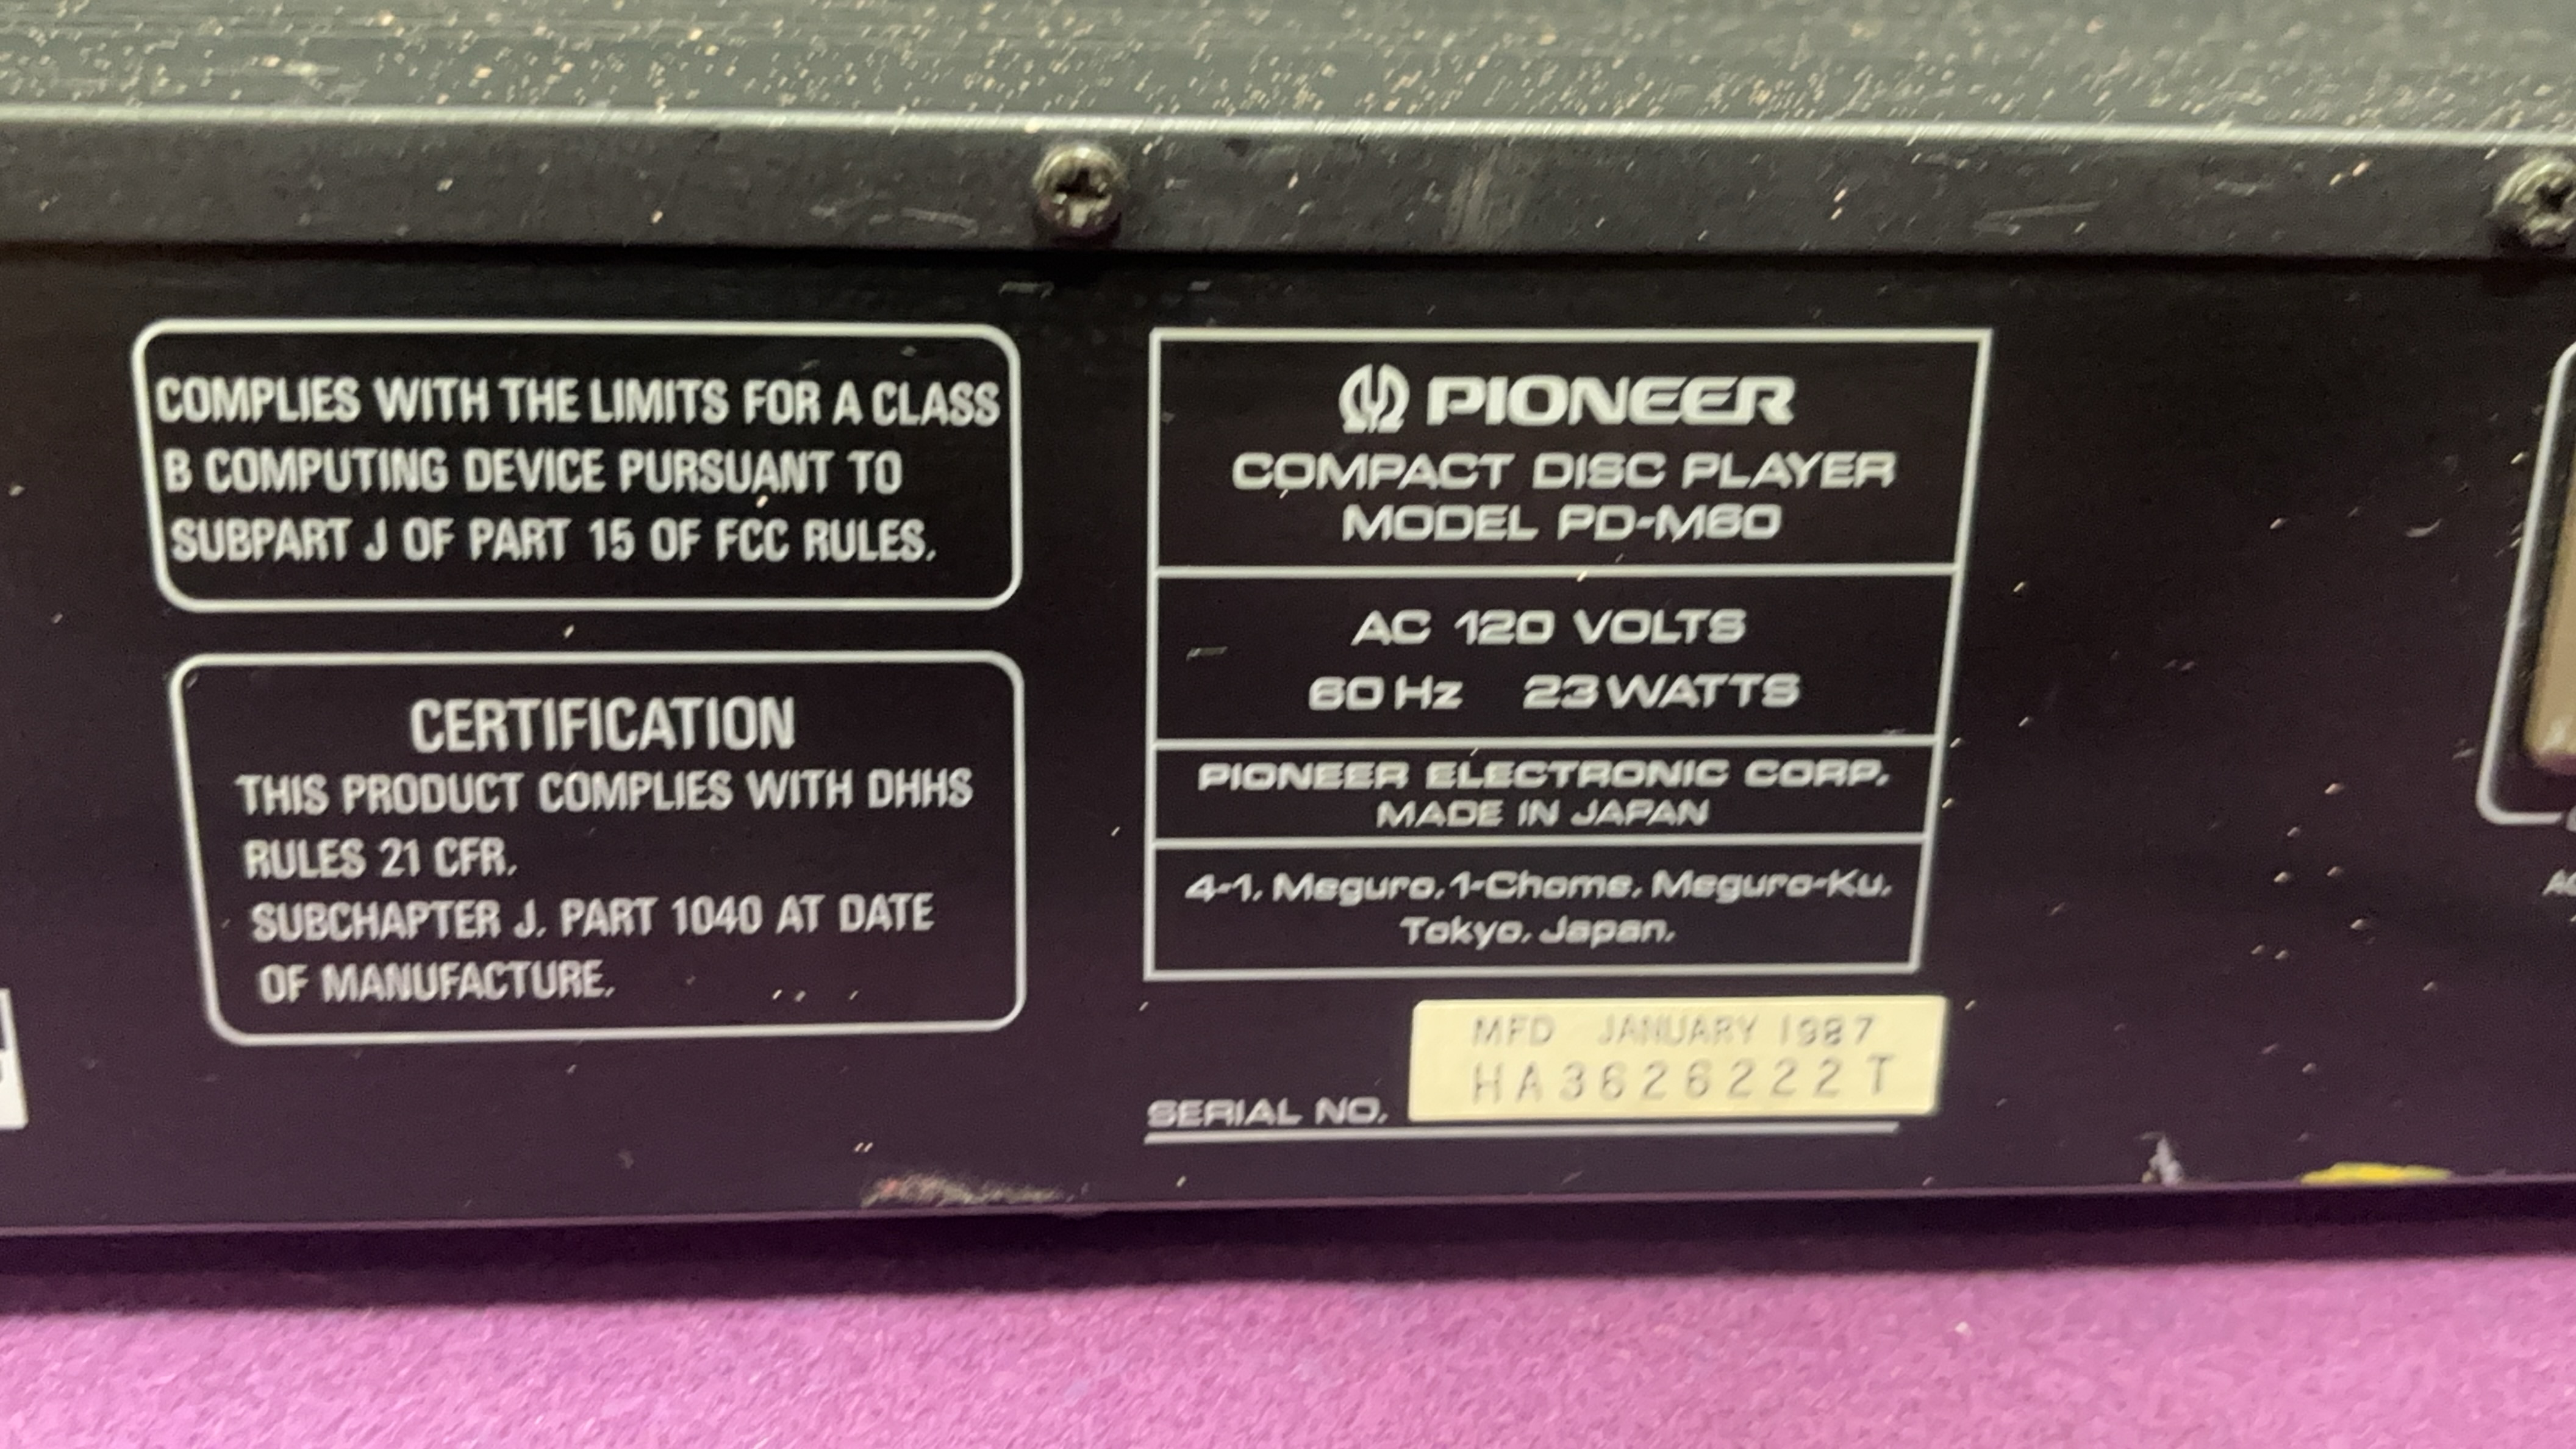 COMPLIES WITH THE LIMITS FOR A CLASS
B COMPUTING DEVICE PURSUANT TO
SUBPART J OF PART 15 OF FCC RULES.
CERTIFICATION
THIS PRODUCT COMPLIES WITH DHHS
RULES 21 CFR.
SUBCHAPTER J. PART 1040 AT DATE
OF MANUFACTURE.
PIONEER
COMPACT DISC PLAYER
MODEL PD-M60
AC 120 VOLTS
60 Hz 23 WATTS
PIONEER ELECTRONIC CORP.
MADE IN JAPAN
4-1, Meguro, 1-Chome, Meguro-Ku,
Tokyo, Japan.
MFD JANUARY 1987
HA3626222T
SERIAL NO.